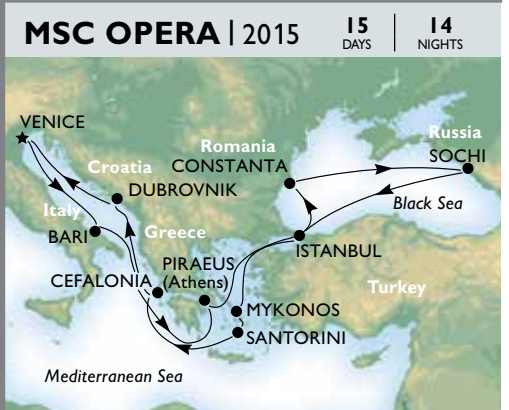 MSC OPERA | 2015
15
DAYS
14
NIGHTS
VENICE
Romania
CONSTANTA
Russia
SOCHI
Croatia
DUBROVNIK
Black Sea
Italy
BARI
Greece
ISTANBUL
PIRAEUS
(Athens)
CEFALONIA
Turkey
MYKONOS
SANTORINI
Mediterranean Sea